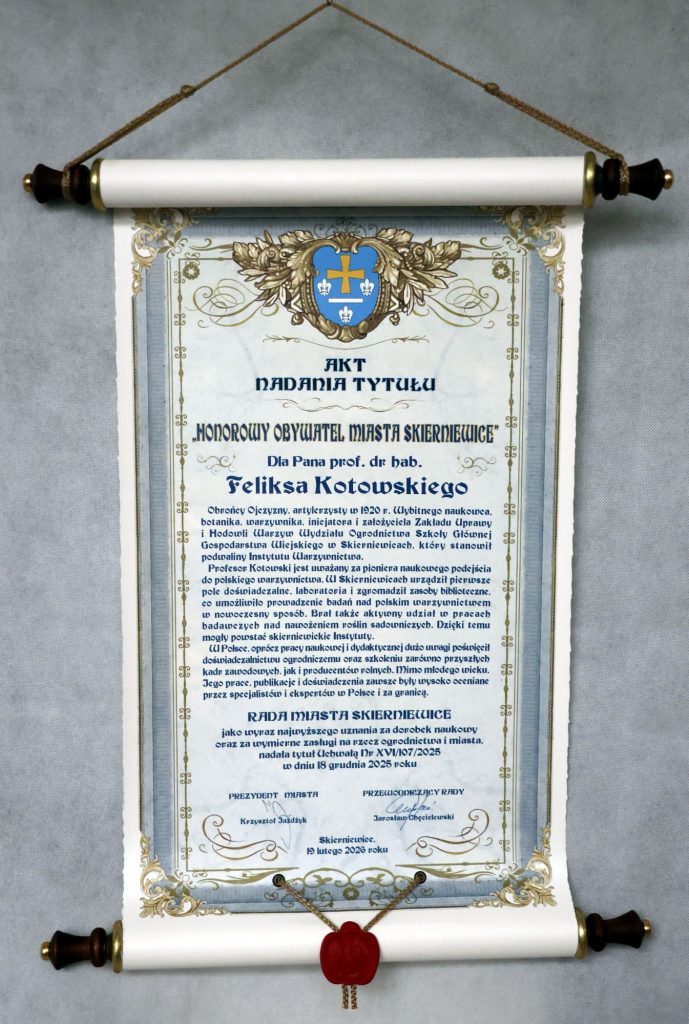 AKT
NADANIA TYTUŁU
„HONOROWY OBYWATEL MIASTA SKIERNIEWICE"
Dla Pana prof. dr hab.
Feliksa Kotowskiego
Obrońcy Ojczyzny, artylerzysty w 1920 r. Wybitnego naukowca,
botanika, warzywnika, inicjatora i założyciela Zakładu Uprawy
i Hodowli Warzyw Wydziału Ogrodnictwa Szkoły Głównej
Gospodarstwa Wiejskiego w Skierniewicach, który stanowił
podwaliny Instytutu Warzywnictwa.
Profesor Kotowski jest uważany za pioniera naukowego podejścia
do polskiego warzywnictwa. W Skierniewicach urządził pierwsze
pole doświadczalne, laboratoria i zgromadził zasoby biblioteczne,
co umożliwiło prowadzenie badań nad polskim warzywnictwem
w nowoczesny sposób. Brał także aktywny udział w pracach
badawczych nad nawożeniem roślin sadowniczych. Dzięki temu
mogły powstać skierniewickie Instytuty.
W Polsce, oprócz pracy naukowej i dydaktycznej dużo uwagi poświęcił
doświadczalnictwu ogrodniczemu oraz szkoleniu zarówno przyszłych
kadr zawodowych, jak i producentów rolnych. Mimo młodego wieku,
Jego prace, publikacje i doświadczenia zawsze były wysoko oceniane
przez specjalistów i ekspertów w Polsce i za granicą.
RADA MIASTA SKIERNIEWICE
jako wyraz najwyższego uznania za dorobek naukowy
oraz za wymierne zasługi na rzecz ogrodnictwa i miasta,
nadała tytuł Uchwałą Nr XVI/107/2025
w dniu 18 grudnia 2025 roku
PREZYDENT MIASTA
Krzysztof Jażdżyk
PRZEWODNICZĄCY RADY
Jarosław Chęcielewski
Skierniewice,
19 lutego 2026 roku